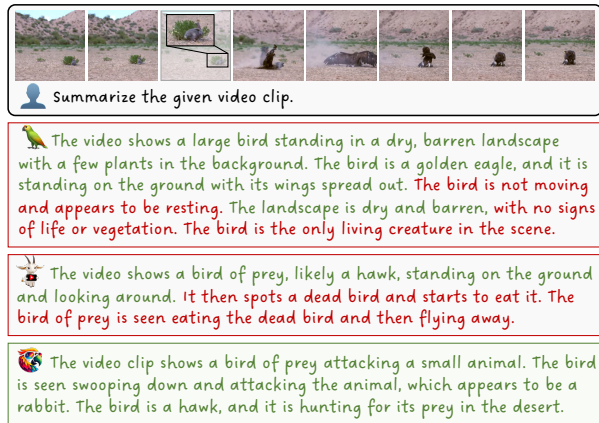 Summarize the given video clip.
The video shows a large bird standing in a dry, barren landscape
with a few plants in the background. The bird is a golden eagle, and it is
standing on the ground with its wings spread out. The bird is not moving
and appears to be resting. The landscape is dry and barren, with no signs
of life or vegetation. The bird is the only living creature in the scene.
The video shows a bird of prey, likely a hawk, standing on the ground
and looking around. It then spots a dead bird and starts to eat it. The
bird of prey is seen eating the dead bird and then flying away.
The video clip shows a bird of prey attacking a small animal. The bird
is seen swooping down and attacking the animal, which appears to be a
rabbit. The bird is a hawk, and it is hunting for its prey in the desert.